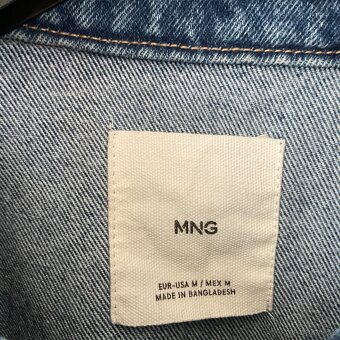 MNG
EUR-USA M / MEX M
MADE IN BANGLADESH